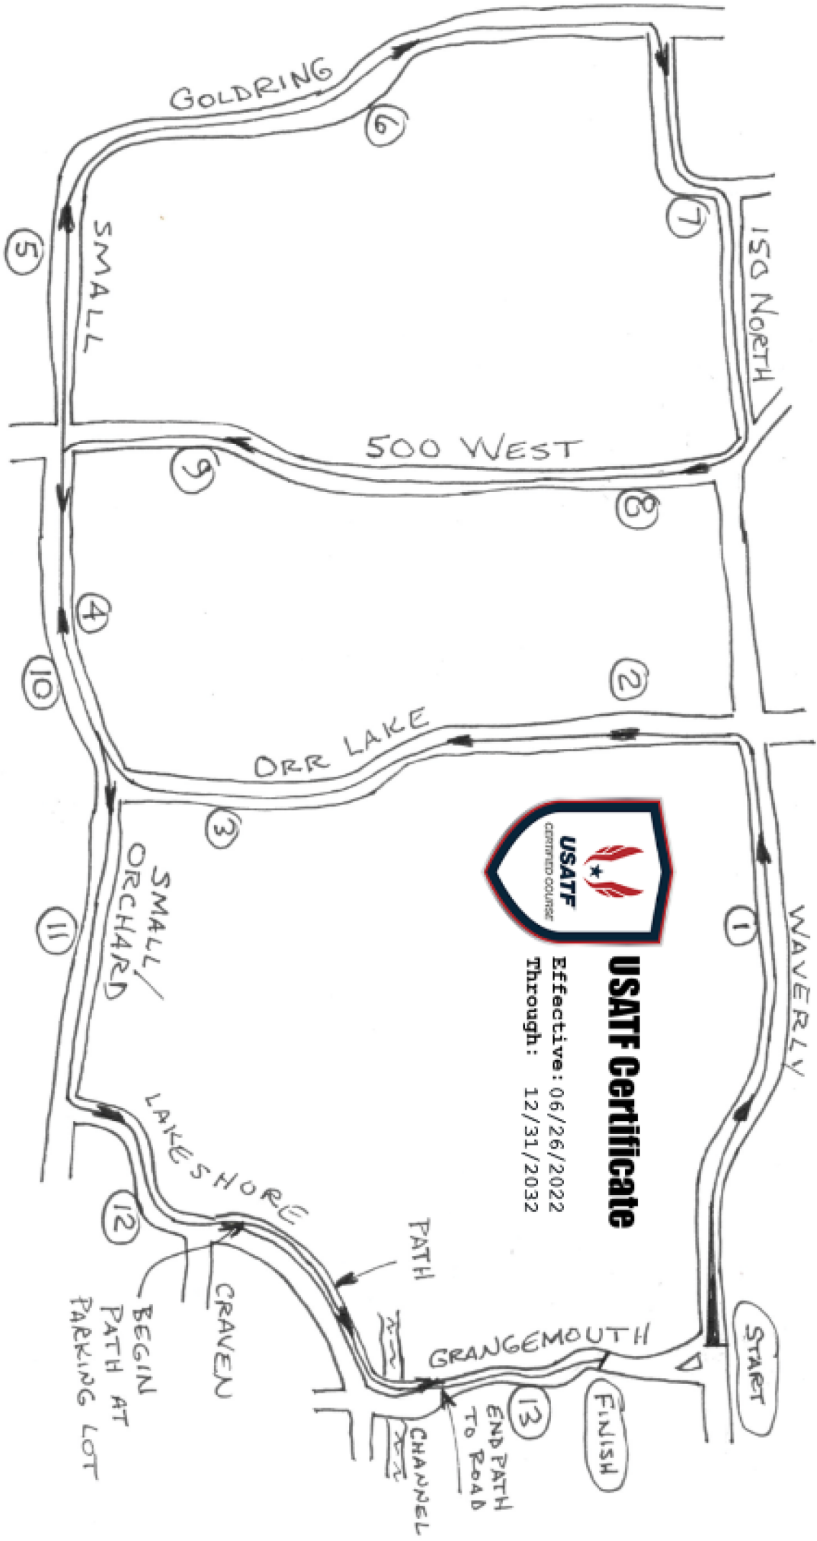 GOLDRING
6
7
SMALL
5
150 NORTH
500 WEST
9
8
4
10
2
ORR LAKE
3
SMALL/
ORCHARD
11
1
WAVERLY
USATF
CERTIFIED COURSE
USATF Certificate
Effective: 06/26/2022
Through: 12/31/2032
LAKESHORE
12
PATH
CRAVEN
BEGIN
PATH AT
PARKING LOT
GRANGEMOUTH
START
FINISH
13
END PATH
TO ROAD
CHANNEL